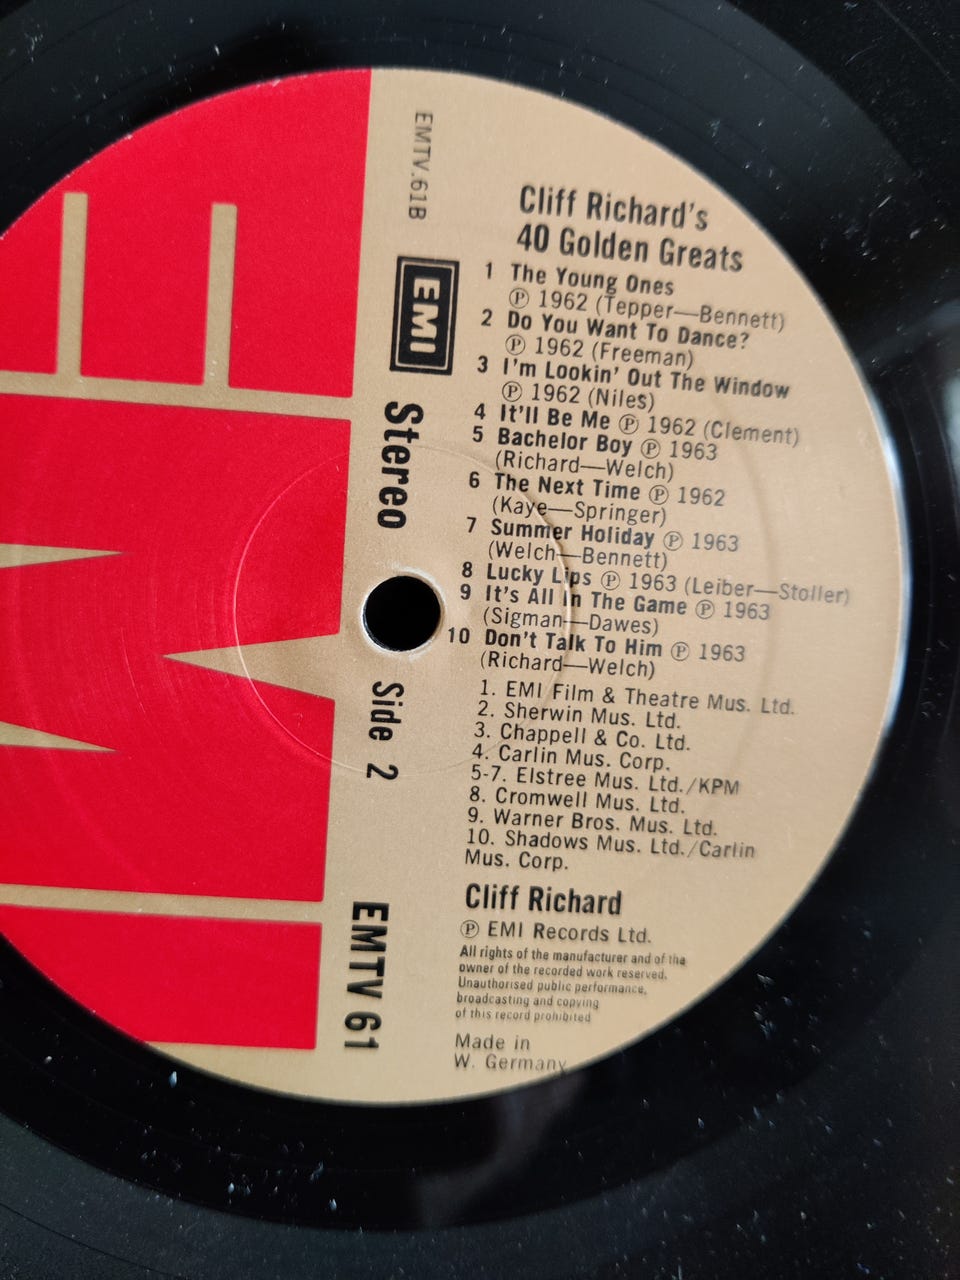 EMTV.61B
EMI
Stereo
Side 2
EMTV 61
Cliff Richard's
40 Golden Greats
1 The Young Ones
℗ 1962 (Tepper—Bennett)
2 Do You Want To Dance?
℗ 1962 (Freeman)
3 I'm Lookin' Out The Window
℗ 1962 (Niles)
4 It'll Be Me ℗ 1962 (Clement)
5 Bachelor Boy ℗ 1963
(Richard—Welch)
6 The Next Time ℗ 1962
(Kaye—Springer)
7 Summer Holiday ℗ 1963
(Welch—Bennett)
8 Lucky Lips ℗ 1963 (Leiber—Stoller)
9 It's All In The Game ℗ 1963
(Sigman—Dawes)
10 Don't Talk To Him ℗ 1963
(Richard—Welch)
1. EMI Film & Theatre Mus. Ltd.
2. Sherwin Mus. Ltd.
3. Chappell & Co. Ltd.
4. Carlin Mus. Corp.
5-7. Elstree Mus. Ltd./KPM
8. Cromwell Mus. Ltd.
9. Warner Bros. Mus. Ltd.
10. Shadows Mus. Ltd./Carlin
Mus. Corp.
Cliff Richard
℗ EMI Records Ltd.
All rights of the manufacturer and of the
owner of the recorded work reserved.
Unauthorised public performance,
broadcasting and copying
of this record prohibited
Made in
W. Germany